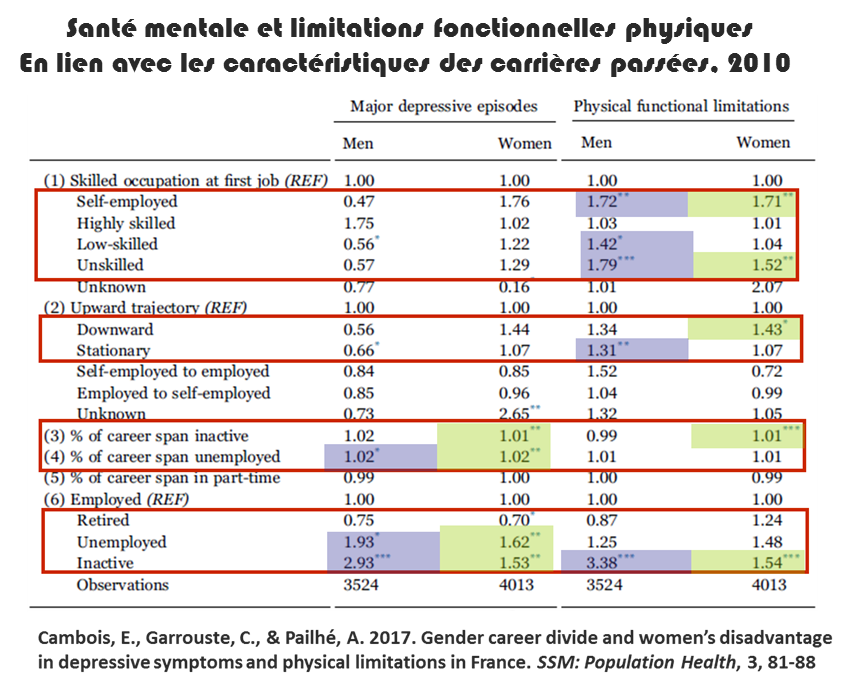 Santé mentale et limitations fonctionnelles physiques
En lien avec les caractéristiques des carrières passées, 2010
Major depressive episodes Physical functional limitations
Men Women Men Women
(1) Skilled occupation at first job (REF) 1.00 1.00 1.00 1.00
Self-employed 0.47 1.76 1.72** 1.71**
Highly skilled 1.75 1.02 1.03 1.01
Low-skilled 0.56* 1.22 1.42* 1.04
Unskilled 0.57 1.29 1.79*** 1.52**
Unknown 0.77 0.16* 1.01 2.07
(2) Upward trajectory (REF) 1.00 1.00 1.00 1.00
Downward 0.56 1.44 1.34 1.43*
Stationary 0.66* 1.07 1.31** 1.07
Self-employed to employed 0.84 0.85 1.52 0.72
Employed to self-employed 0.85 0.96 1.04 0.99
Unknown 0.73 2.65** 1.32 1.05
(3) % of career span inactive 1.02 1.01** 0.99 1.01***
(4) % of career span unemployed 1.02* 1.02** 1.01 1.01
(5) % of career span in part-time 0.99 1.00 1.00 0.99
(6) Employed (REF) 1.00 1.00 1.00 1.00
Retired 0.75 0.70* 0.87 1.24
Unemployed 1.93* 1.62** 1.25 1.48
Inactive 2.93*** 1.53** 3.38*** 1.54***
Observations 3524 4013 3524 4013
Cambois, E., Garrouste, C., & Pailhé, A. 2017. Gender career divide and women's disadvantage
in depressive symptoms and physical limitations in France. SSM: Population Health, 3, 81-88